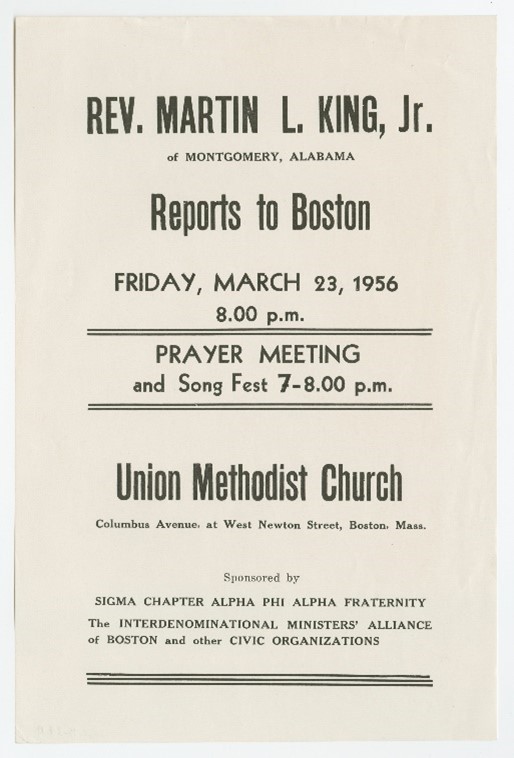 REV. MARTIN L. KING, Jr.
of MONTGOMERY, ALABAMA
Reports to Boston
FRIDAY, MARCH 23, 1956
8.00 p.m.
PRAYER MEETING
and Song Fest 7-8.00 p.m.
Union Methodist Church
Columbus Avenue, at West Newton Street, Boston, Mass.
Sponsored by
SIGMA CHAPTER ALPHA PHI ALPHA FRATERNITY
The INTERDENOMINATIONAL MINISTERS' ALLIANCE
of BOSTON and other CIVIC ORGANIZATIONS